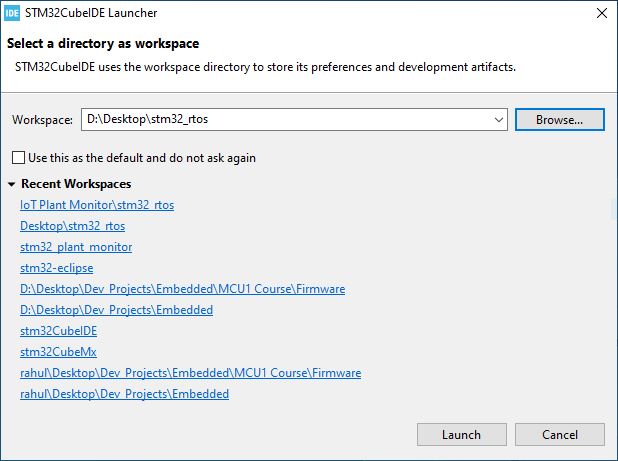 IDE STM32CubeIDE Launcher
Select a directory as workspace
STM32CubeIDE uses the workspace directory to store its preferences and development artifacts.
Workspace: D:\Desktop\stm32_rtos Browse...
Use this as the default and do not ask again
Recent Workspaces
IoT Plant Monitor\stm32_rtos
Desktop\stm32_rtos
stm32_plant_monitor
stm32-eclipse
D:\Desktop\Dev_Projects\Embedded\MCU1 Course\Firmware
D:\Desktop\Dev_Projects\Embedded
stm32CubeIDE
stm32CubeMx
rahul\Desktop\Dev_Projects\Embedded\MCU1 Course\Firmware
rahul\Desktop\Dev_Projects\Embedded
Launch Cancel